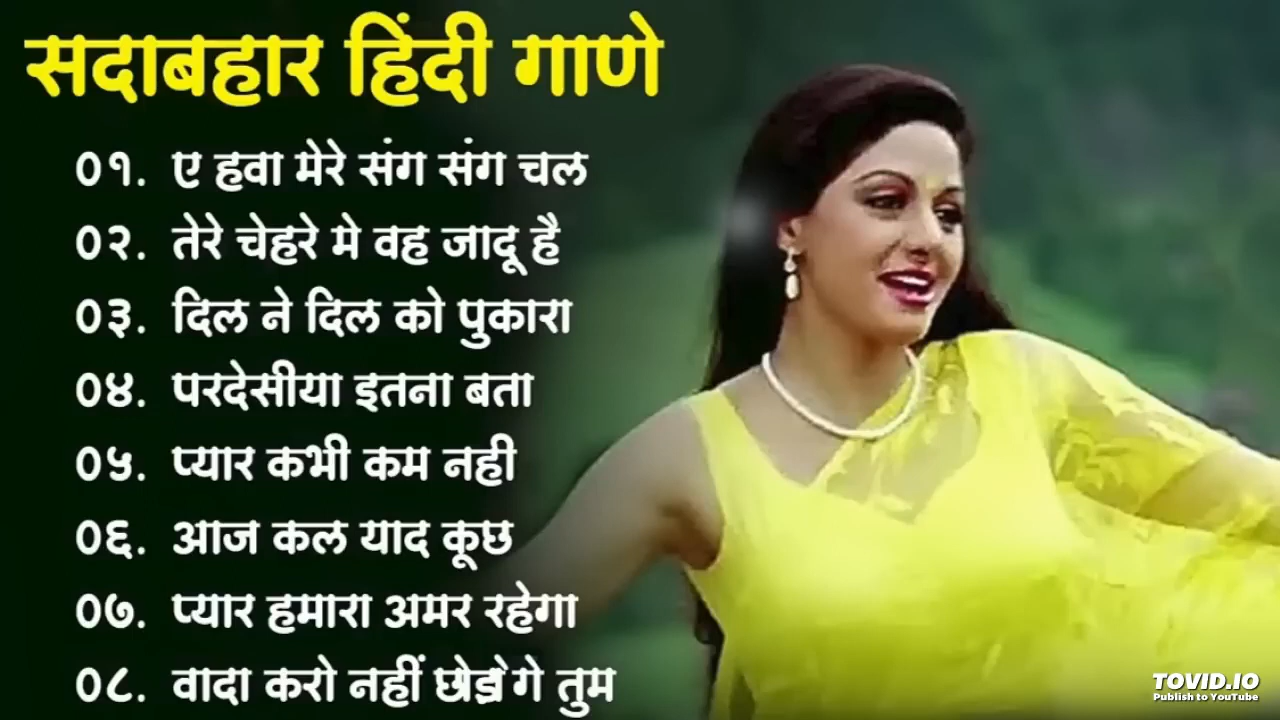 सदाबहार हिंदी गाणे
०१. ए हवा मेरे संग संग चल
०२. तेरे चेहरे मे वह जादू है
०३. दिल ने दिल को पुकारा
०४. परदेसीया इतना बता
०५. प्यार कभी कम नही
०६. आज कल याद कूछ
०७. प्यार हमारा अमर रहेगा
०८. वादा करो नहीं तुम
TOVID.IO
Publish to YouTube